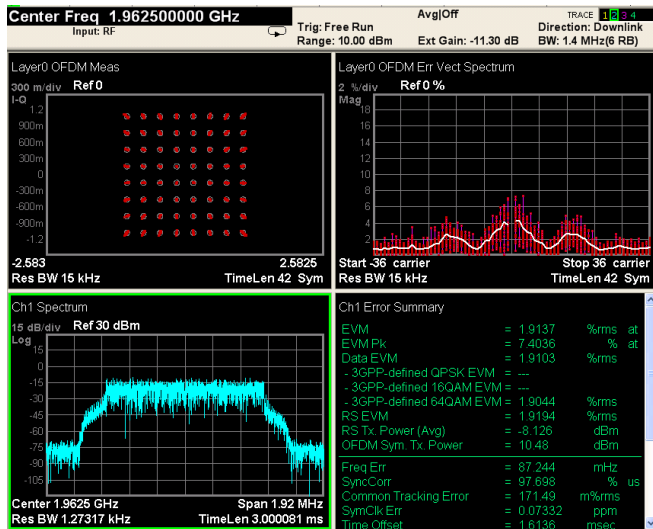 Center Freq 1.962500000 GHz
Input: RF
Trig: Free Run
Range: 10.00 dBm
Avg|Off
Ext Gain: -11.30 dB
TRACE 1 2 3 4
Direction: Downlink
BW: 1.4 MHz(6 RB)
Layer0 OFDM Meas
300 m/div Ref 0
I-Q
1.2
900m
600m
300m
0
-300m
-600m
-900m
-1.2
-2.583 2.5825
Res BW 15 kHz TimeLen 42 Sym
Layer0 OFDM Err Vect Spectrum
2 %/div Ref 0 %
Mag
18
16
14
12
10
8
6
4
2
Start -36 carrier Stop 36 carrier
Res BW 15 kHz TimeLen 42 Sym
Ch1 Spectrum
15 dB/div Ref 30 dBm
Log
15
0
-15
-30
-45
-60
-75
-90
-105
Center 1.9625 GHz Span 1.92 MHz
Res BW 1.27317 kHz TimeLen 3.000081 ms
Ch1 Error Summary
EVM = 1.9137 %rms at
EVM Pk = 7.4036 % at
Data EVM = 1.9103 %rms
- 3GPP-defined QPSK EVM = ---
- 3GPP-defined 16QAM EVM = ---
- 3GPP-defined 64QAM EVM = 1.9044 %rms
RS EVM = 1.9194 %rms
RS Tx. Power (Avg) = -8.126 dBm
OFDM Sym. Tx. Power = 10.48 dBm
Freq Err = 87.244 mHz
SyncCorr = 97.698 % us
Common Tracking Error = 171.49 m%rms
SymClk Err = 0.07332 ppm
Time Offset = 1.6136 msec